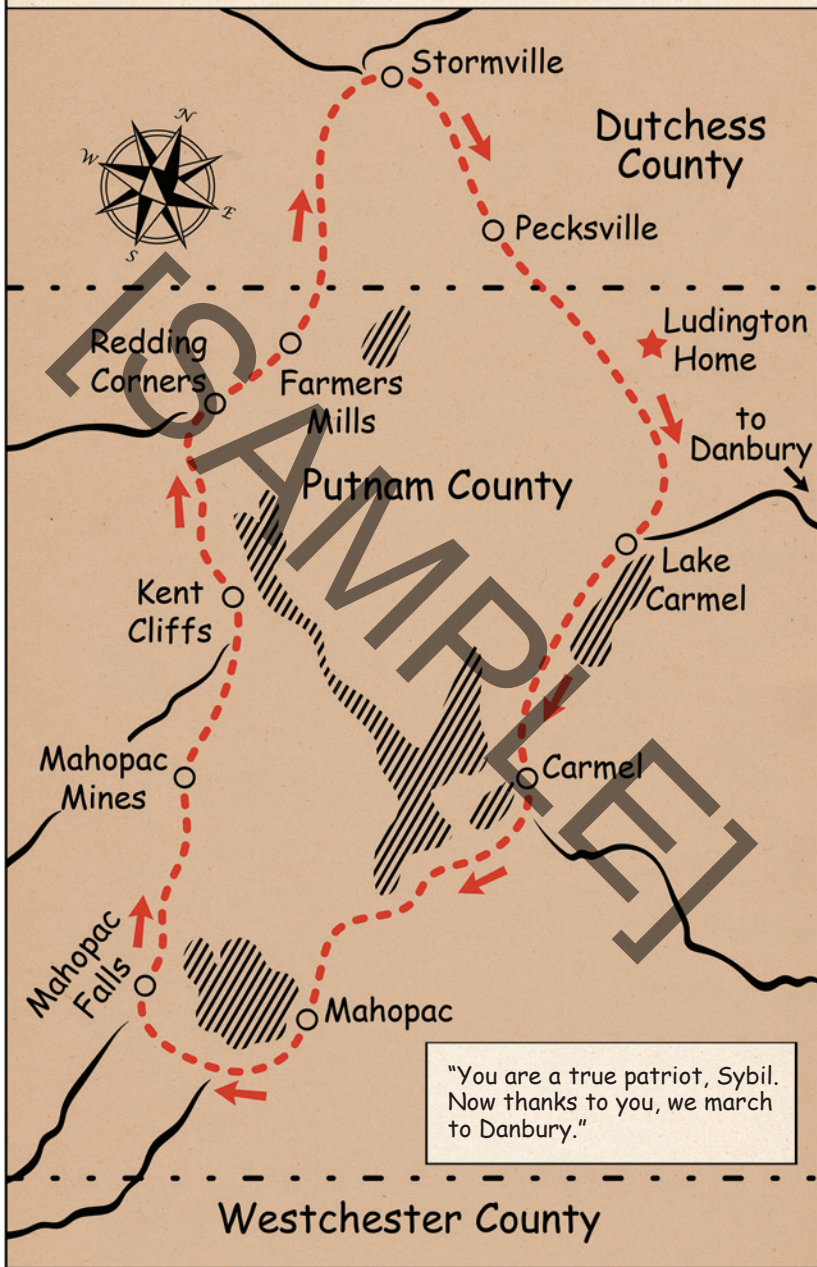 Stormville
N
W
E
S
Dutchess
County
Pecksville
Ludington
Home
Redding
Corners
Farmers
Mills
to
Danbury
Putnam County
Lake
Carmel
Kent
Cliffs
Mahopac
Mines
Carmel
Mahopac
Falls
Mahopac
“You are a true patriot, Sybil.
Now thanks to you, we march
to Danbury.”
Westchester County
[SAMPLE]